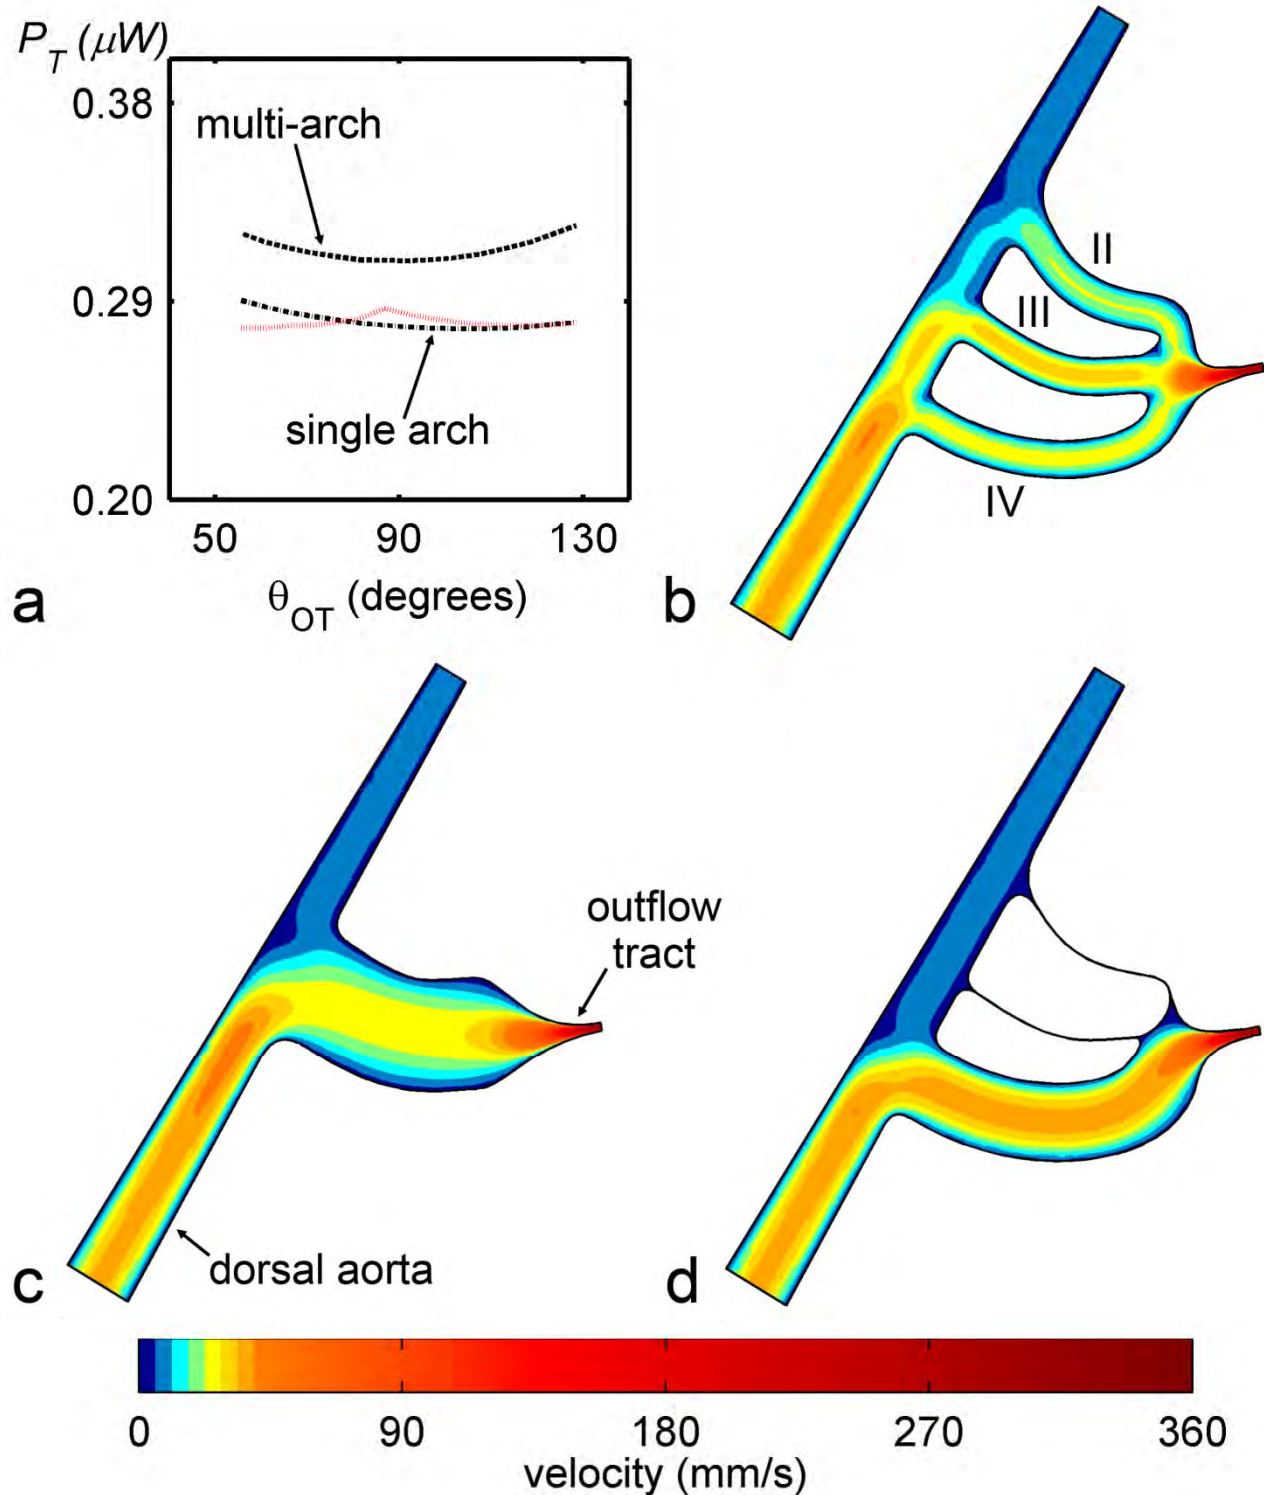 P_T (μW)
0.38
multi-arch
0.29
single arch
0.20
50 90 130
θ_OT (degrees)
a
II
III
IV
b
outflow
tract
dorsal aorta
c
d
0 90 180 270 360
velocity (mm/s)